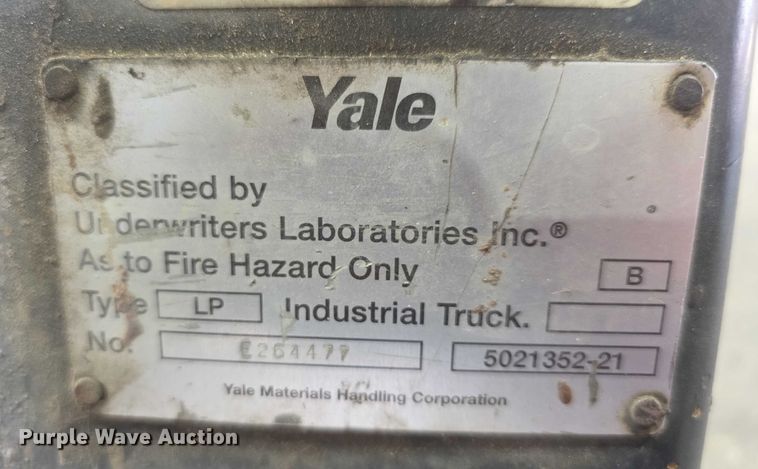 Yale
Classified by
Underwriters Laboratories Inc.®
As to Fire Hazard Only B
Type LP Industrial Truck.
No. E264477 5021352-21
Yale Materials Handling Corporation
Purple Wave Auction